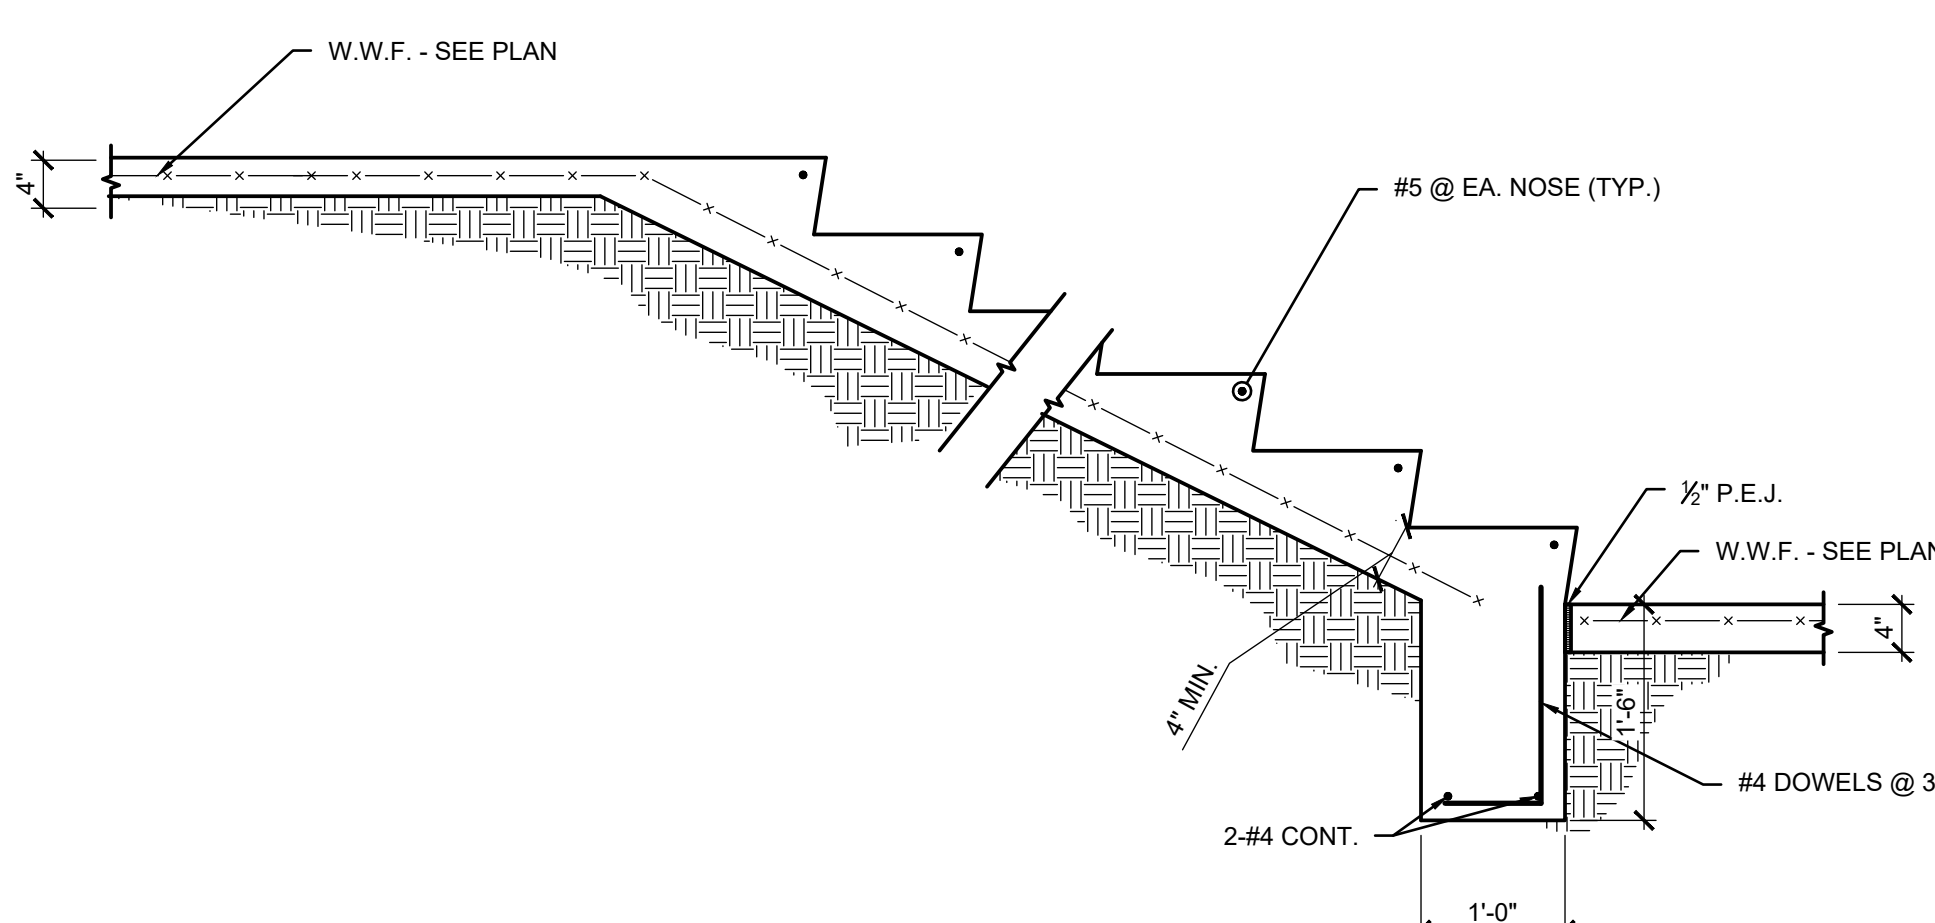 W.W.F. - SEE PLAN
4"
#5 @ EA. NOSE (TYP.)
½" P.E.J.
W.W.F. - SEE PLAN
4"
4" MIN.
1'-6"
#4 DOWELS @ 3
2-#4 CONT.
1'-0"